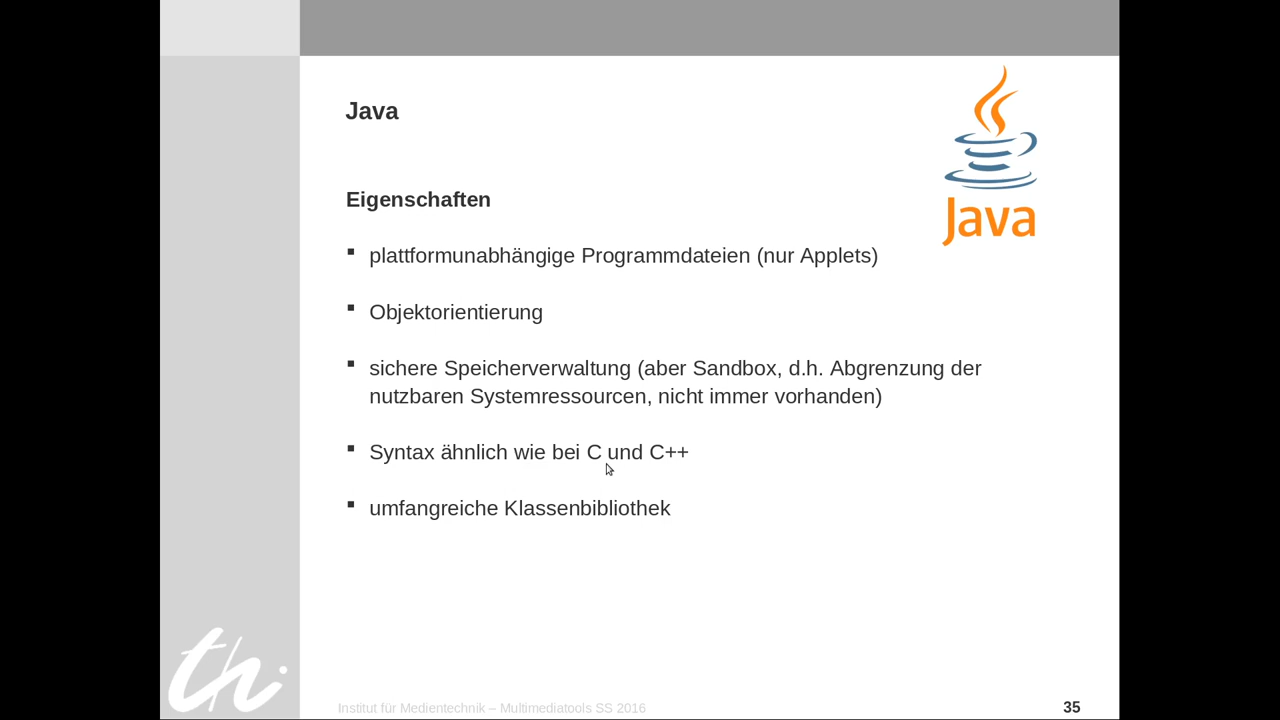 Java
Java
Eigenschaften
plattformunabhängige Programmdateien (nur Applets)
Objektorientierung
sichere Speicherverwaltung (aber Sandbox, d.h. Abgrenzung der
nutzbaren Systemressourcen, nicht immer vorhanden)
Syntax ähnlich wie bei C und C++
umfangreiche Klassenbibliothek
th
Institut für Medientechnik – Multimediatools SS 2016
35